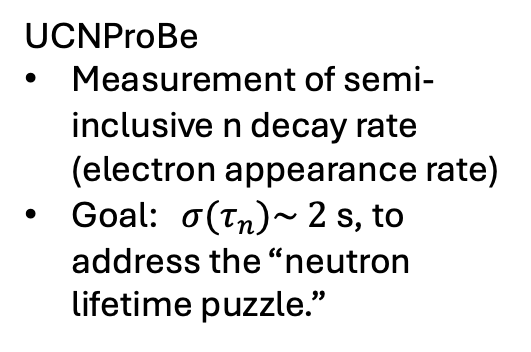 UCNProBe
• Measurement of semi-
inclusive n decay rate
(electron appearance rate)
• Goal: σ(τₙ)~ 2 s, to
address the “neutron
lifetime puzzle.”